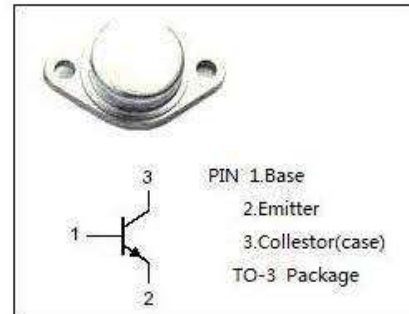 3
1
2
PIN 1.Base
2.Emitter
3.Collestor(case)
TO-3 Package